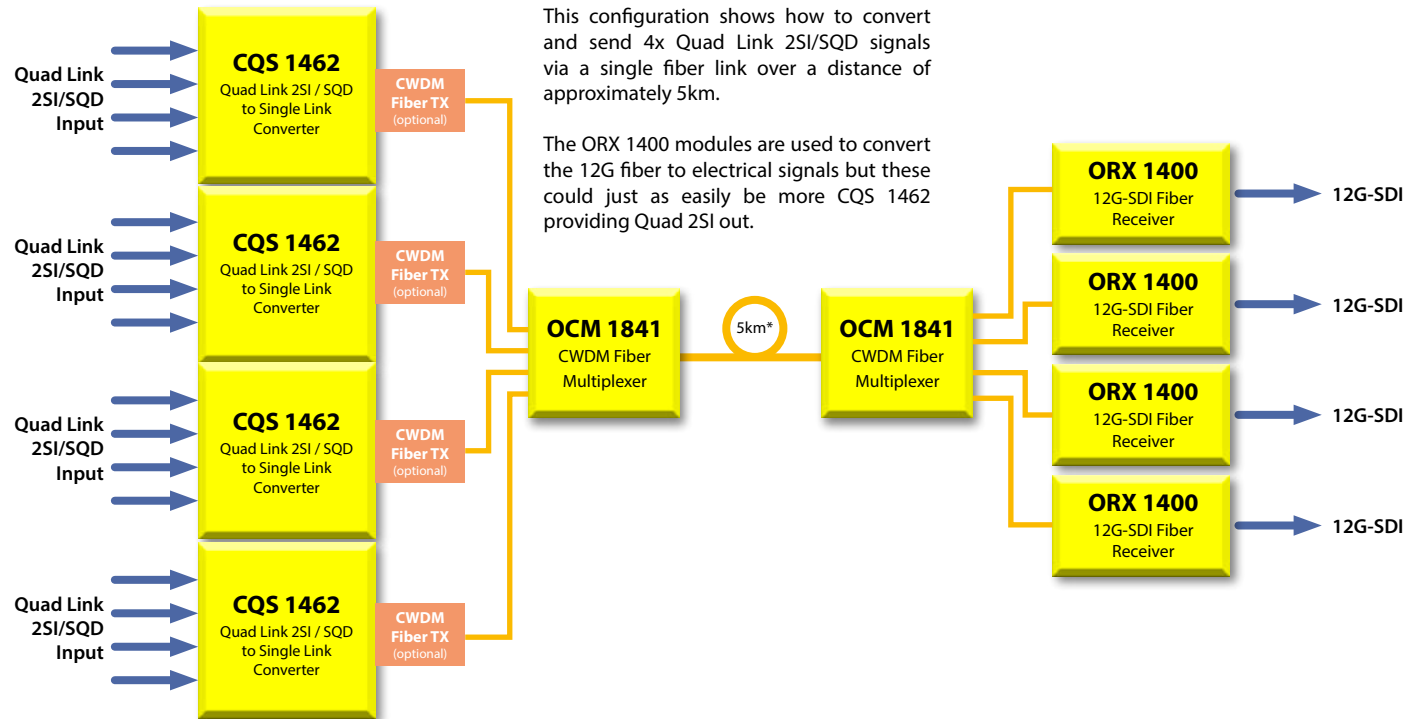 This configuration shows how to convert
and send 4x Quad Link 2SI/SQD signals
via a single fiber link over a distance of
approximately 5km.
The ORX 1400 modules are used to convert
the 12G fiber to electrical signals but these
could just as easily be more CQS 1462
providing Quad 2SI out.
Quad Link
2SI/SQD
Input
CQS 1462
Quad Link 2SI / SQD
to Single Link
Converter
CWDM
Fiber TX
(optional)
Quad Link
2SI/SQD
Input
CQS 1462
Quad Link 2SI / SQD
to Single Link
Converter
CWDM
Fiber TX
(optional)
Quad Link
2SI/SQD
Input
CQS 1462
Quad Link 2SI / SQD
to Single Link
Converter
CWDM
Fiber TX
(optional)
Quad Link
2SI/SQD
Input
CQS 1462
Quad Link 2SI / SQD
to Single Link
Converter
CWDM
Fiber TX
(optional)
OCM 1841
CWDM Fiber
Multiplexer
5km*
OCM 1841
CWDM Fiber
Multiplexer
ORX 1400
12G-SDI Fiber
Receiver
12G-SDI
ORX 1400
12G-SDI Fiber
Receiver
12G-SDI
ORX 1400
12G-SDI Fiber
Receiver
12G-SDI
ORX 1400
12G-SDI Fiber
Receiver
12G-SDI